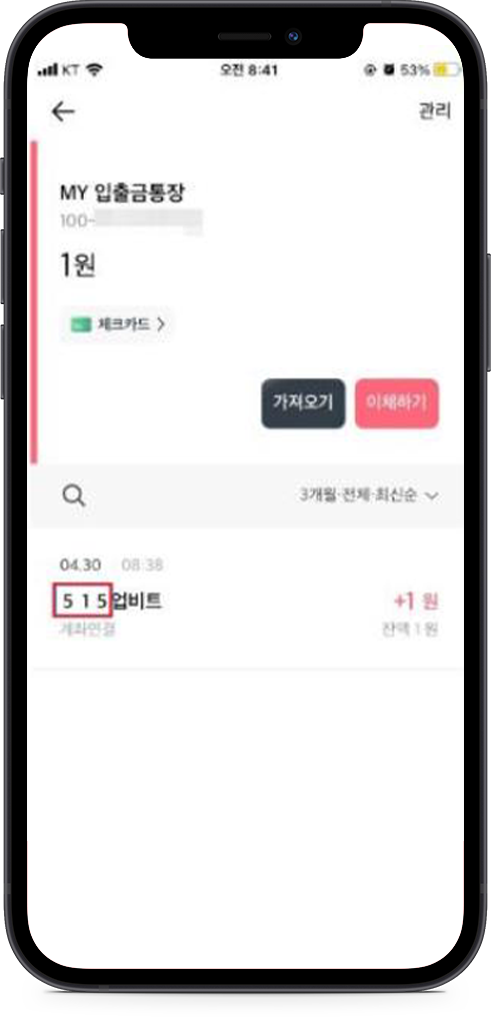 KT 오전 8:41 53%
관리
MY 입출금통장
100-
1원
체크카드 >
가져오기 이체하기
3개월·전체·최신순
04.30 08:38
5 1 5 업비트 +1 원
계좌연결 잔액 1 원